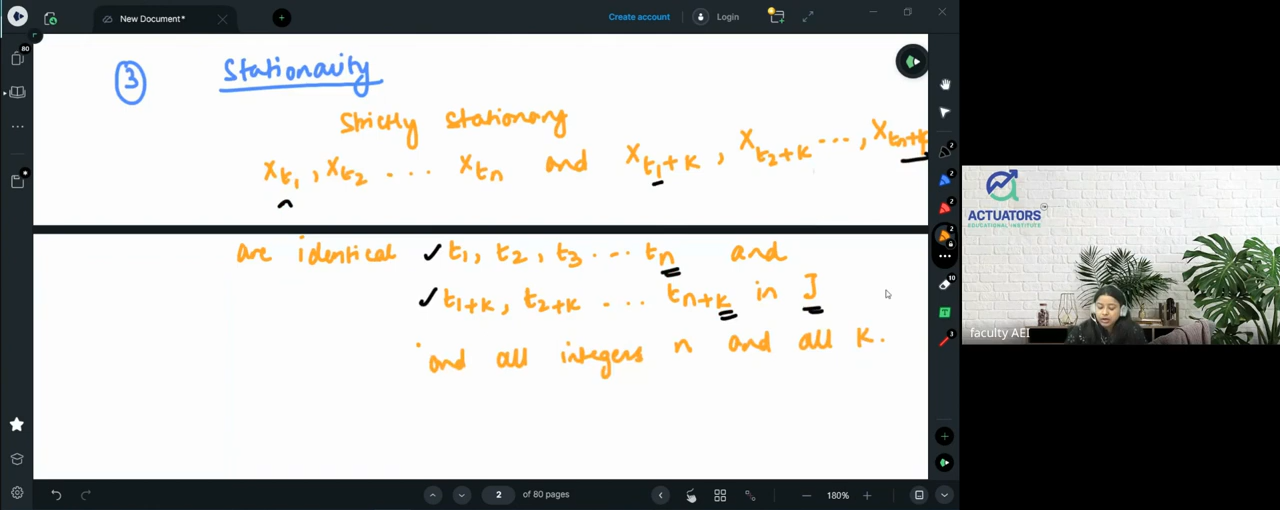 New Document*
Create account
Login
80
③ Stationarity
Strictly stationary
Xt1, Xt2 ... Xtn and Xt1+k, Xt2+k ..., Xtn+k
are identical ✓ t1, t2, t3 ... tn and
✓ t1+k, t2+k ... tn+k in J
and all integers n and all k.
ACTUATORS
EDUCATIONAL INSTITUTE
2 of 80 pages
180%